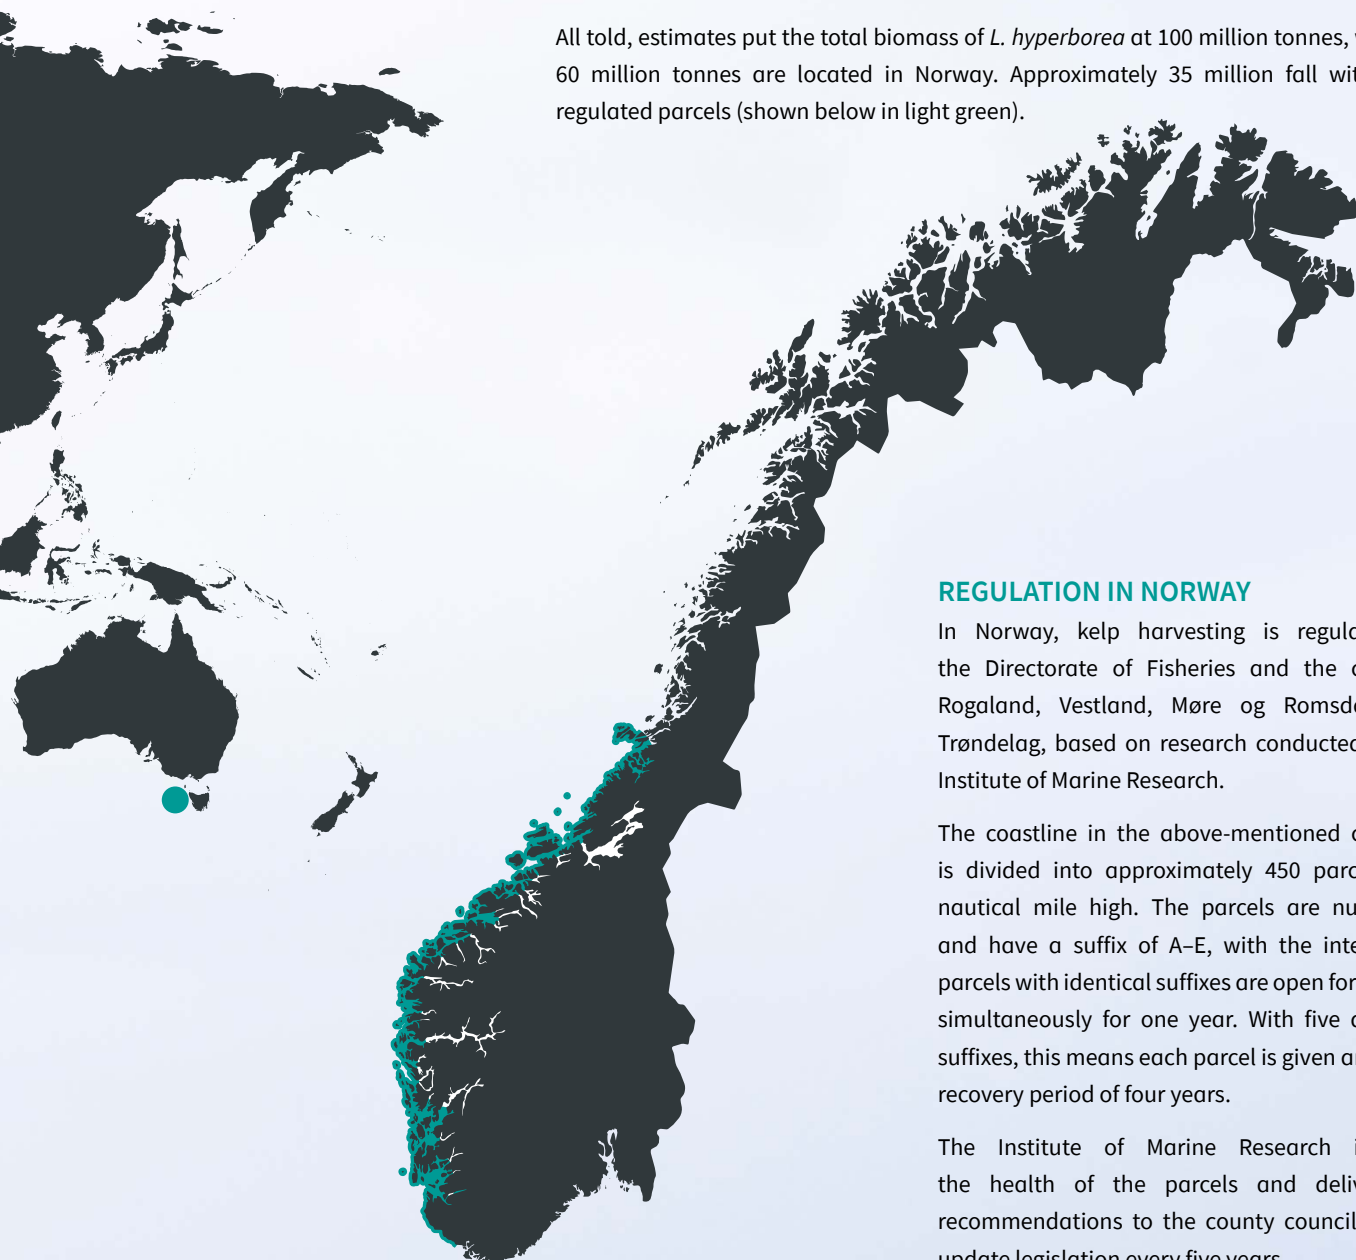 All told, estimates put the total biomass of L. hyperborea at 100 million tonnes,
60 million tonnes are located in Norway. Approximately 35 million fall
regulated parcels (shown below in light green).
REGULATION IN NORWAY
In Norway, kelp harvesting is
the Directorate of Fisheries and the
Rogaland, Vestland, Møre og
Trøndelag, based on research conducted
Institute of Marine Research.
The coastline in the above-mentioned
is divided into approximately 450
nautical mile high. The parcels are
and have a suffix of A–E, with the
parcels with identical suffixes are open for
simultaneously for one year. With five
suffixes, this means each parcel is given
recovery period of four years.
The Institute of Marine Research
the health of the parcels and
recommendations to the county
update legislation every five years